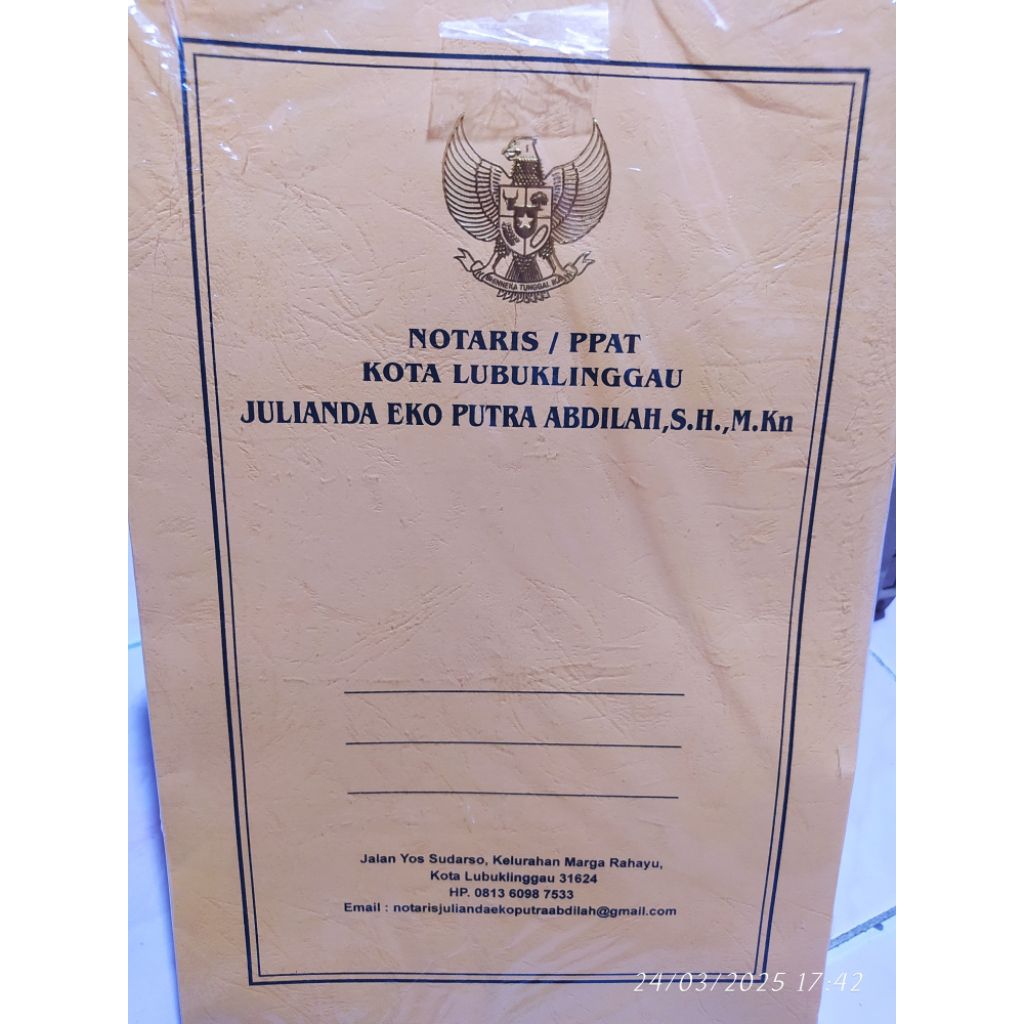 BHINNEKA TUNGGAL IKA
NOTARIS / PPAT
KOTA LUBUKLINGGAU
JULIANDA EKO PUTRA ABDILAH,S.H.,M.Kn
Jalan Yos Sudarso, Kelurahan Marga Rahayu,
Kota Lubuklinggau 31624
HP. 0813 6098 7533
Email : notarisjuliandaekoputraabdilah@gmail.com
24/03/2025 17:42